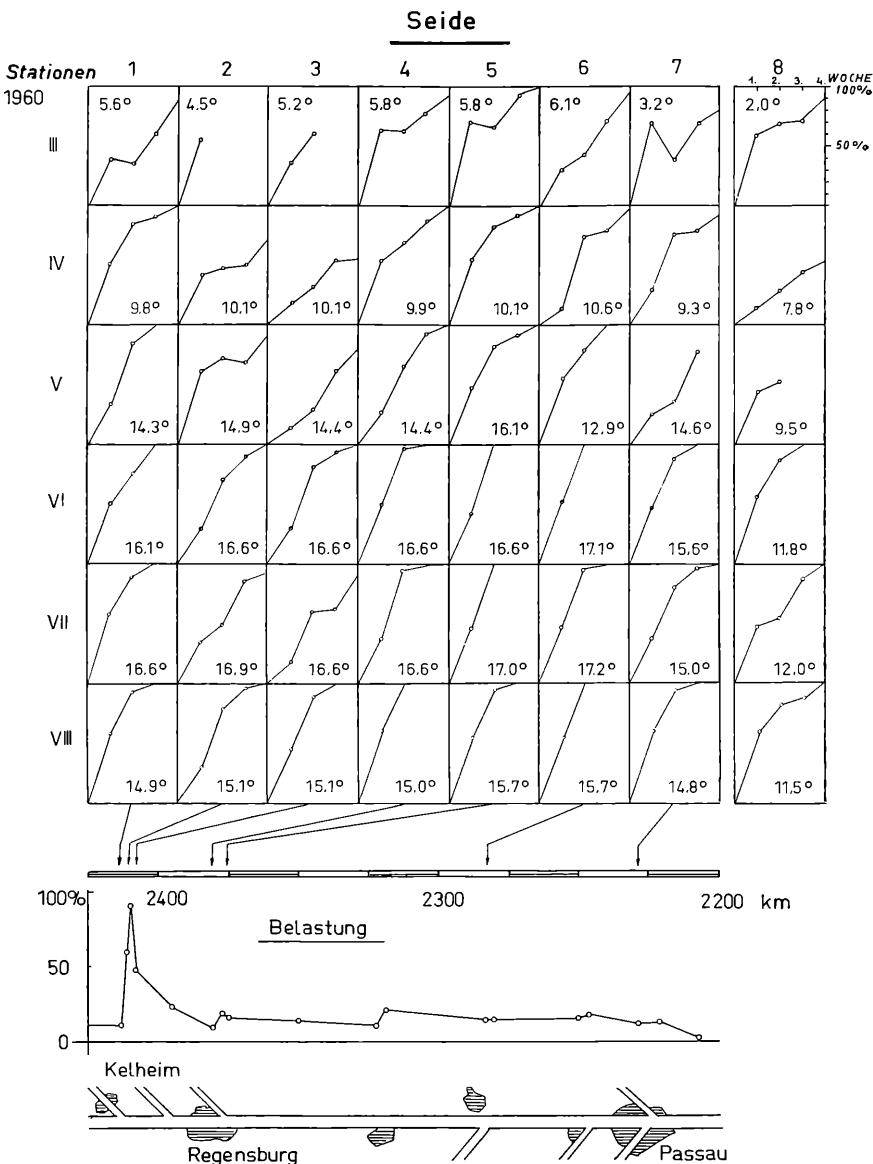 Seide
Stationen 1 2 3 4 5 6 7 8 1. 2. 3. 4. WOCHE
1960 100%
III 5.6° 4.5° 5.2° 5.8° 5.8° 6,1° 3.2° 2,0°
50%
IV 9.8° 10.1° 10.1° 9.9° 10.1° 10.6° 9.3° 7.8°
V 14.3° 14.9° 14,4° 14.4° 16.1° 12.9° 14.6° 9,5°
VI 16.1° 16.6° 16.6° 16.6° 16.6° 17.1° 15,6° 11.8°
VII 16.6° 16.9° 16.6° 16.6° 17.0° 17.2° 15.0° 12,0°
VIII 14.9° 15.1° 15.1° 15.0° 15.7° 15.7° 14.8° 11,5°
100% 2400 2300 2200 km
Belastung
50
0
Kelheim
Regensburg Passau